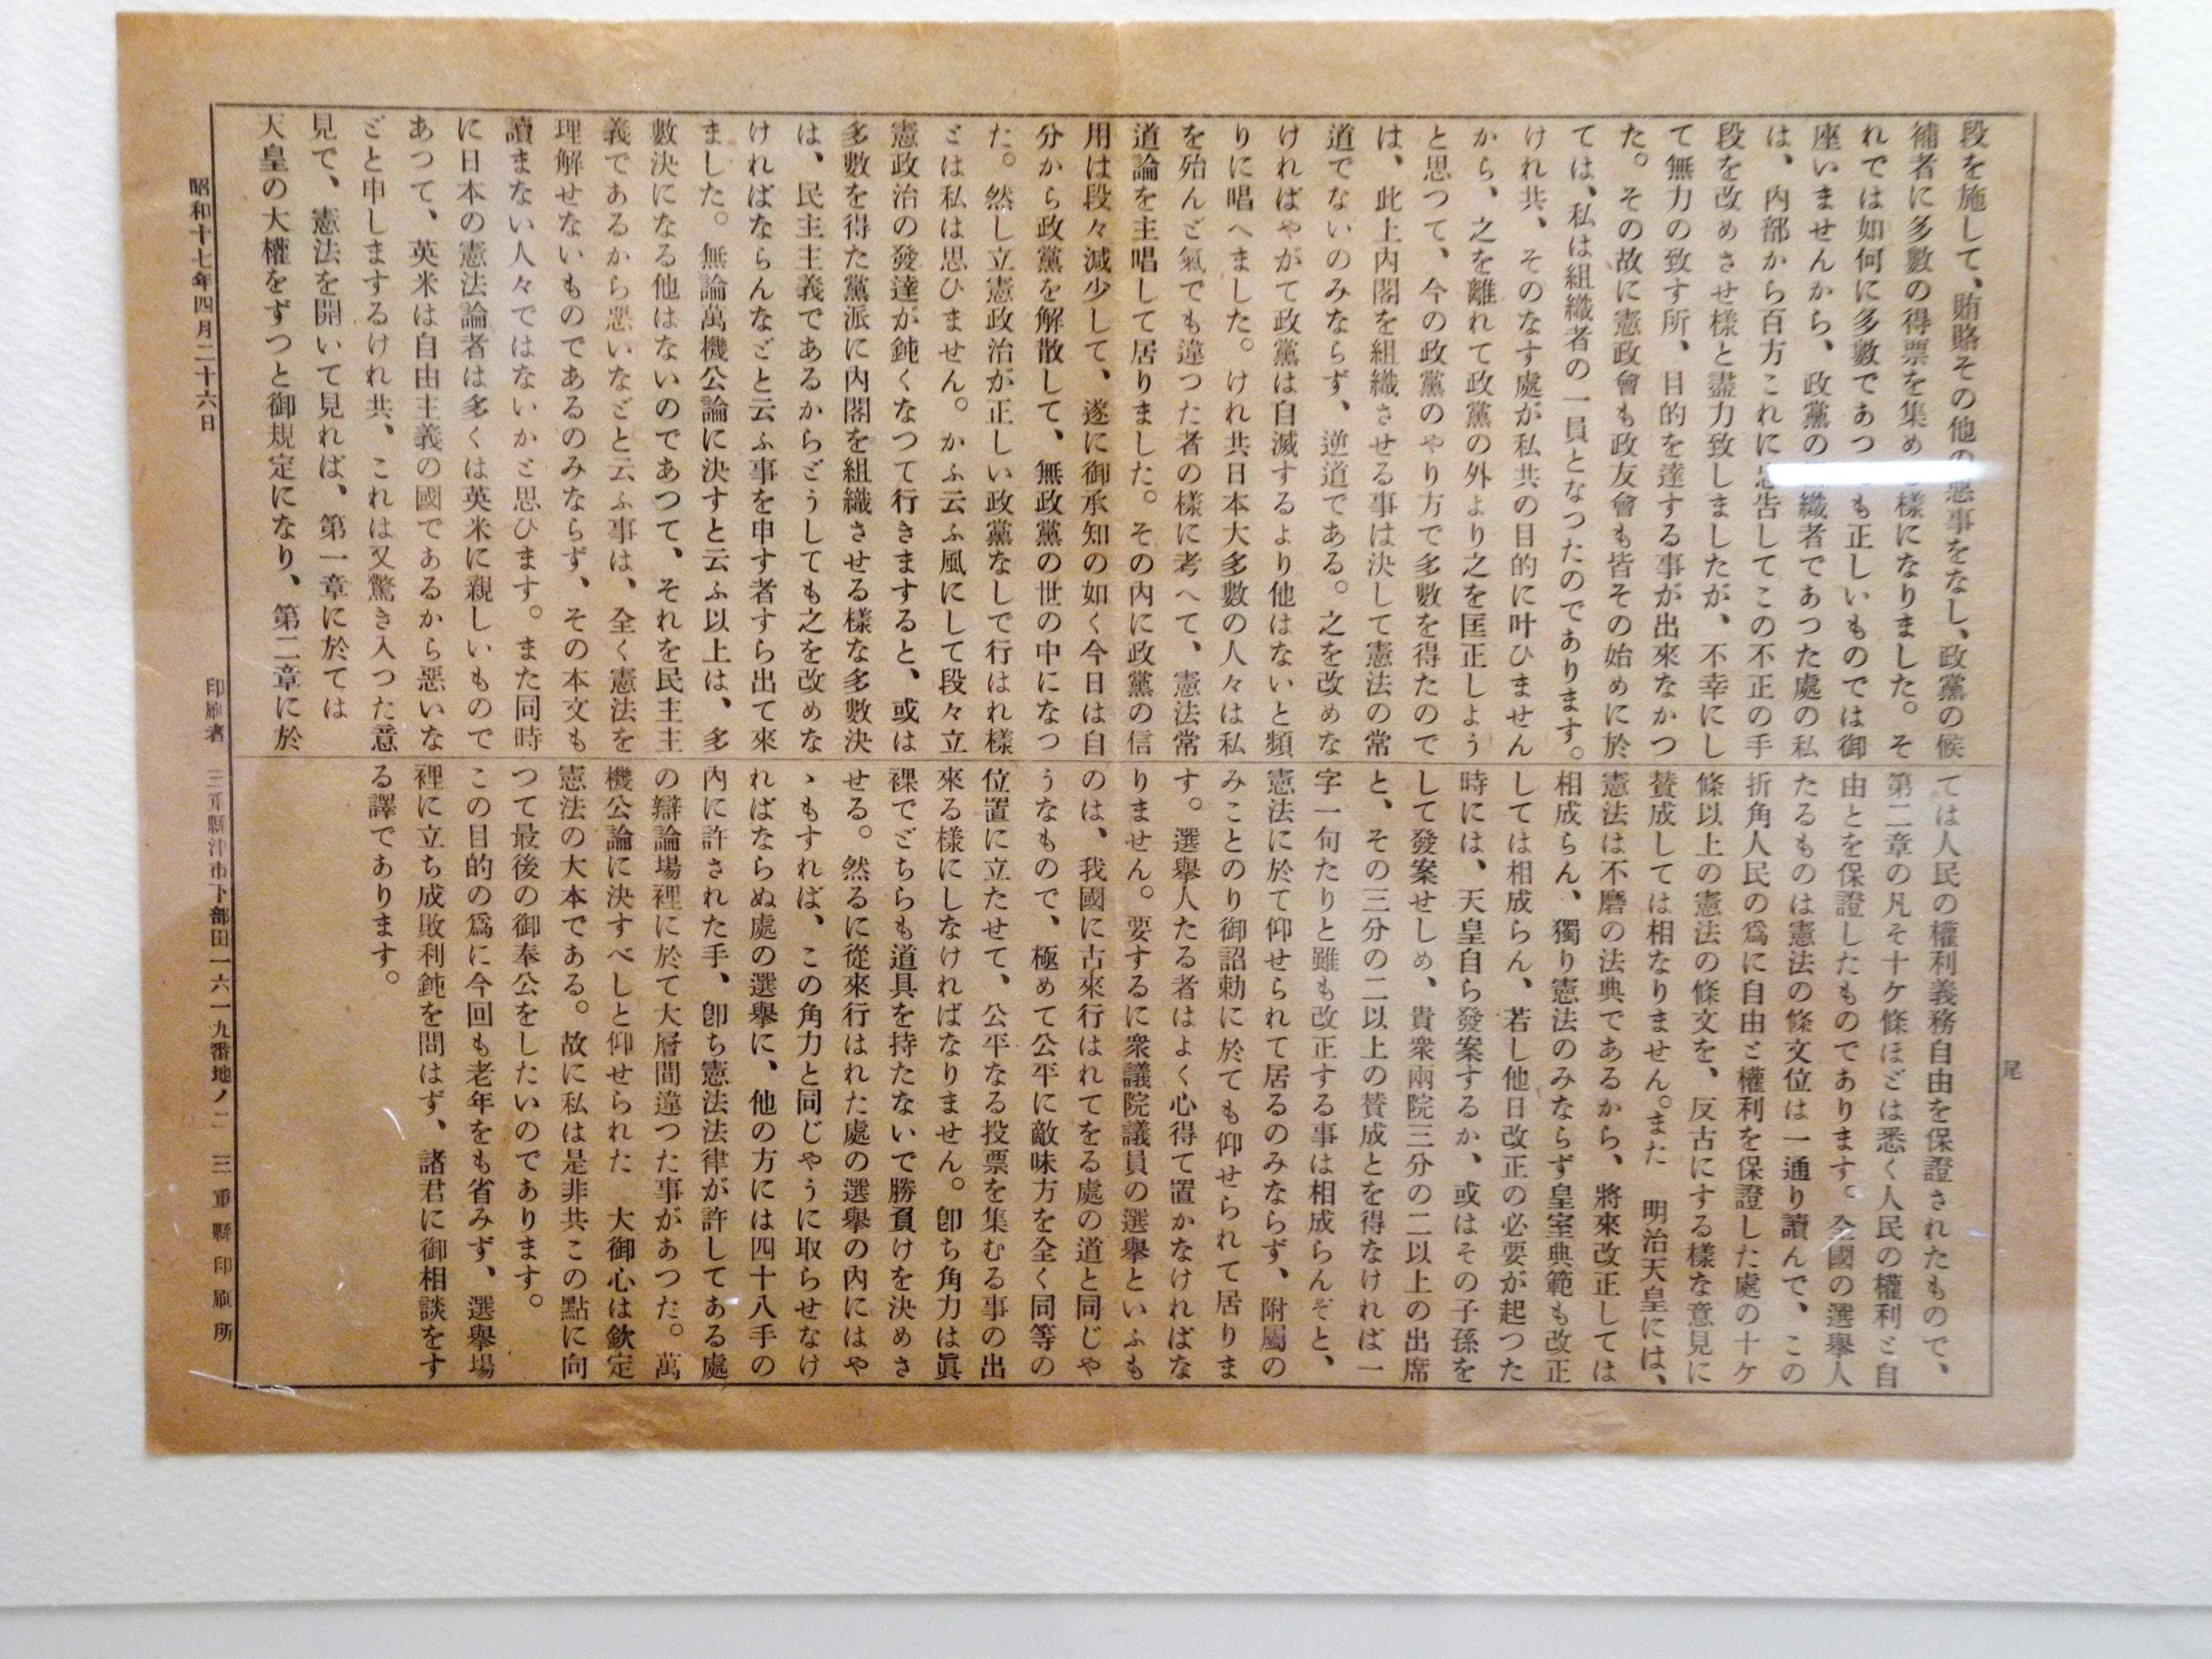 段を施して、賄賂その他の悪事をなし、政黨の候
補者に多數の得票を集め様になりました。そ
れでは如何に多數であつも正しいものでは御
座いませんから、政黨の織者であつた處の私
は、内部から百方これに忠告してこの不正の手
段を改めさせ様と盡力致しましたが、不幸にし
て無力の致す所、目的を達する事が出來なかつ
た。その故に憲政會も政友會も皆その始めに於
ては、私は組織者の一員となつたのであります。
けれ共、そのなす處が私共の目的に叶ひません
から、之を離れて政黨の外より之を匡正しよう
と思つて、今の政黨のやり方で多數を得たので
は、此上内閣を組織させる事は決して憲法の常
道でないのみならず、逆道である。之を改めな
ければやがて政黨は自滅するより他はないと頻
りに唱へました。けれ共日本大多數の人々は私
を殆んど氣でも違つた者の様に考へて、憲法常
道論を主唱して居りました。その内に政黨の信
用は段々減少して、遂に御承知の如く今日は自
分から政黨を解散して、無政黨の世の中になつ
た。然し立憲政治が正しい政黨なしで行はれ様
とは私は思ひません。かふ云ふ風にして段々立
憲政治の發達が鈍くなつて行きますると、或は
多數を得た黨派に内閣を組織させる様な多數決
は、民主主義であるからどうしても之を改めな
ければならんなどと云ふ事を申す者すら出て來
ました。無論萬機公論に決すと云ふ以上は、多
數決になる他はないのであつて、それを民主主
義であるから悪いなどと云ふ事は、全く憲法を
理解せないものであるのみならず、その本文も
讀まない人々ではないかと思ひます。また同時
に日本の憲法論者は多くは英米に親しいもので
あつて、英米は自由主義の國であるから悪いな
どと申しまするけれ共、これは又驚き入つた意
見で、憲法を開いて見れば、第一章に於ては
天皇の大權をずつと御規定になり、第二章に於
ては人民の權利義務自由を保證されたもので、
第二章の凡そ十ケ條ほどは悉く人民の權利と自
由とを保證したものであります。全國の選擧人
たるものは憲法の條文位は一通り讀んで、この
折角人民の爲に自由と權利を保證した處の十ケ
條以上の憲法の條文を、反古にする様な意見に
賛成しては相なりません。また　明治天皇には、
憲法は不磨の法典であるから、將來改正しては
相成らん、獨り憲法のみならず皇室典範も改正
しては相成らん、若し他日改正の必要が起つた
時には、天皇自ら發案するか、或はその子孫を
して發案せしめ、貴衆兩院三分の二以上の出席
と、その三分の二以上の賛成とを得なければ一
字一句たりと雖も改正する事は相成らんぞと、
憲法に於て仰せられて居るのみならず、附屬の
みことのり御詔勅に於ても仰せられて居りま
す。選擧人たる者はよく心得て置かなければな
りません。要するに衆議院議員の選擧といふも
のは、我國に古來行はれてをる處の道と同じや
うなもので、極めて公平に敵味方を全く同等の
位置に立たせて、公平なる投票を集むる事の出
來る様にしなければなりません。卽ち角力は眞
裸でどちらも道具を持たないで勝負けを決めさ
せる。然るに從來行はれた處の選擧の内にはや
ゝもすれば、この角力と同じやうに取らせなけ
ればならぬ處の選擧に、他の方には四十八手の
内に許された手、卽ち憲法法律が許してある處
の辯論場裡に於て大層間違つた事があつた。萬
機公論に決すべしと仰せられた　大御心は欽定
憲法の大本である。故に私は是非共この點に向
つて最後の御奉公をしたいのであります。
この目的の爲に今回も老年をも省みず、選擧場
裡に立ち成敗利鈍を問はず、諸君に御相談をす
る譯であります。
尾
昭和十七年四月二十六日
印刷者　三重縣津市下部田一六一九番地ノ二　三重縣印刷所